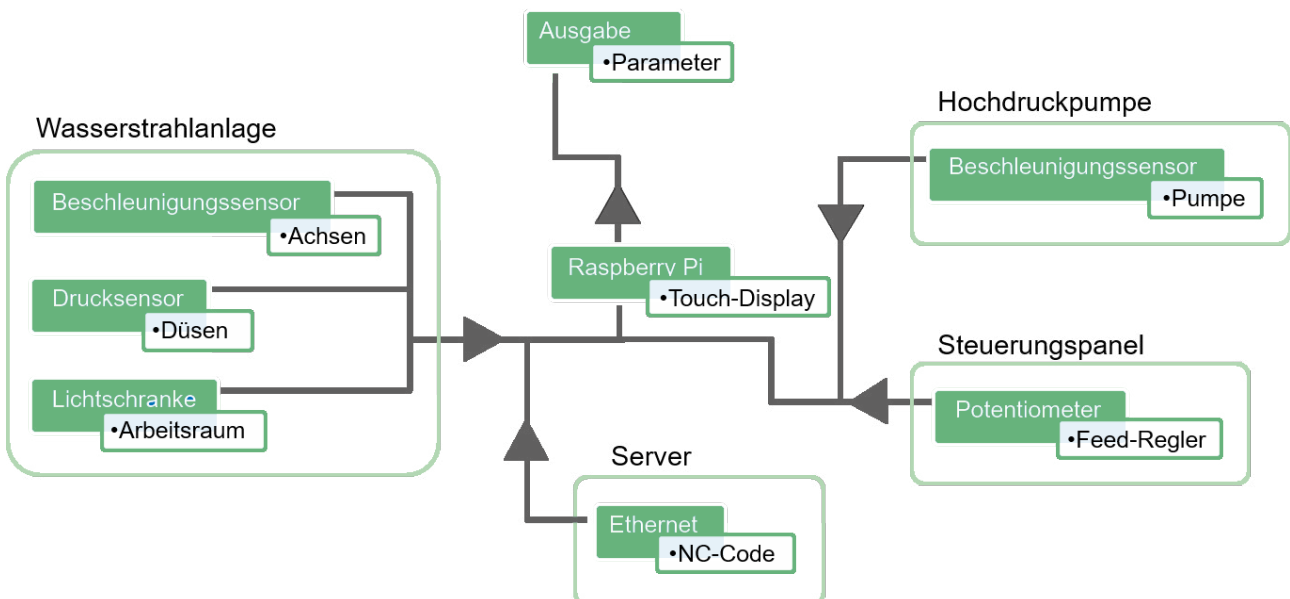 Ausgabe
•Parameter
Wasserstrahlanlage
Beschleunigungssensor
•Achsen
Drucksensor
•Düsen
Lichtschranke
•Arbeitsraum
Raspberry Pi
•Touch-Display
Hochdruckpumpe
Beschleunigungssensor
•Pumpe
Steuerungspanel
Potentiometer
•Feed-Regler
Server
Ethernet
•NC-Code